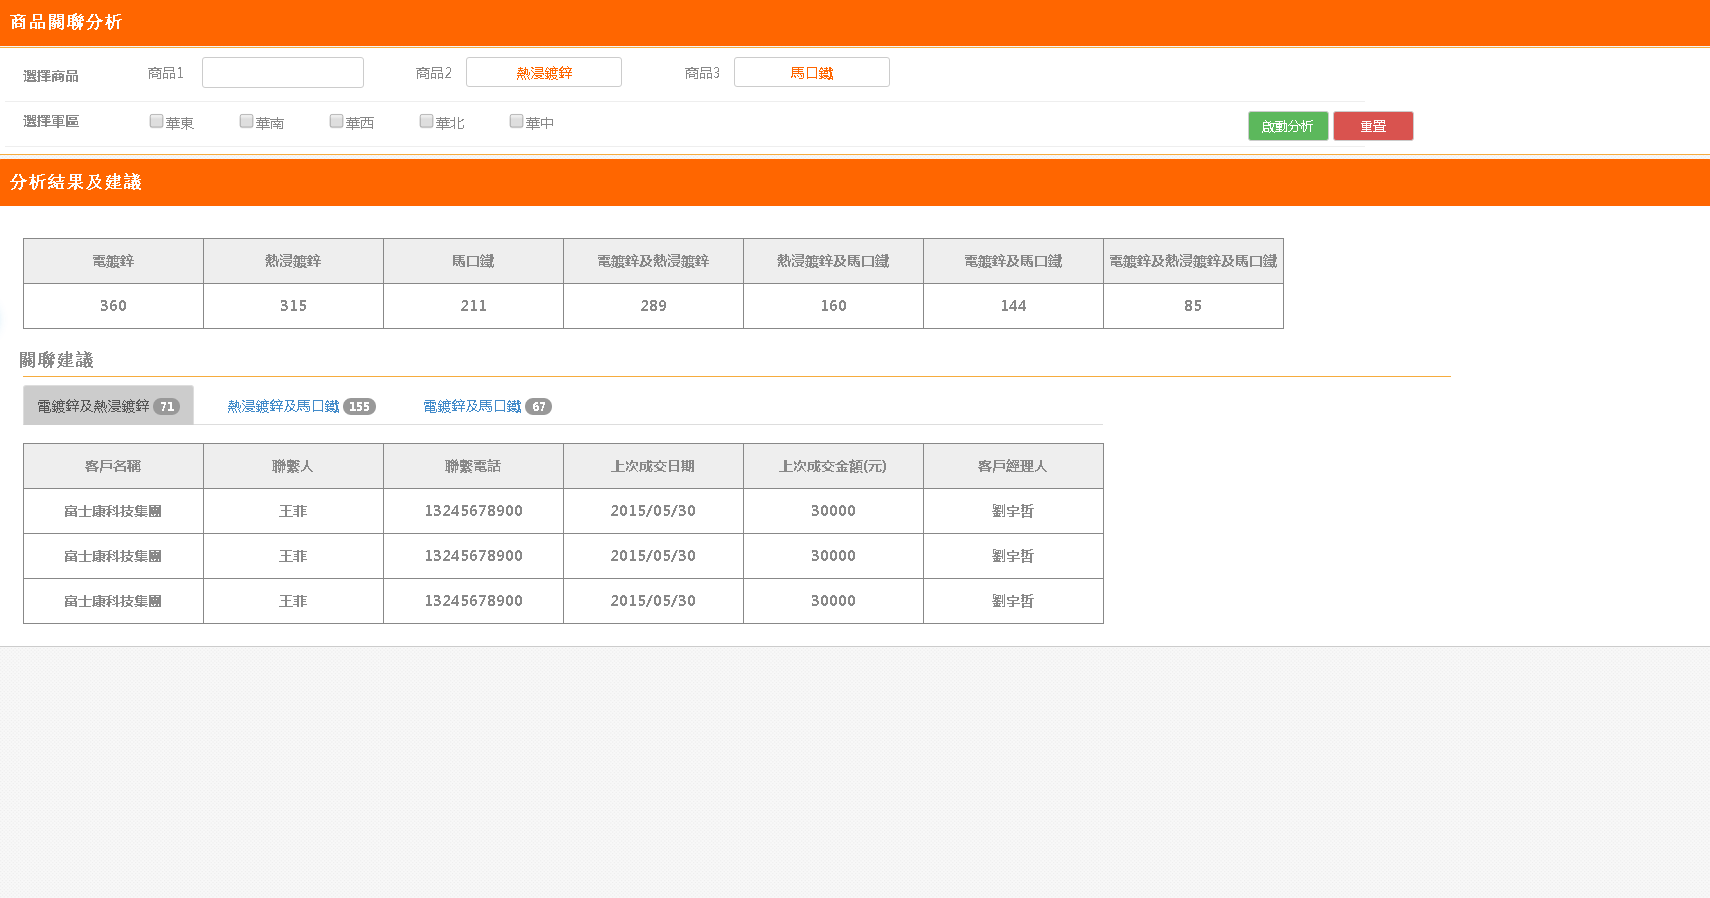 商品關聯分析
選擇商品 商品1 商品2 熱浸鍍鋅 商品3 馬口鐵
選擇軍區 華東 華南 華西 華北 華中 啟動分析 重置
分析結果及建議
電鍍鋅 熱浸鍍鋅 馬口鐵 電鍍鋅及熱浸鍍鋅 熱浸鍍鋅及馬口鐵 電鍍鋅及馬口鐵 電鍍鋅及熱浸鍍鋅及馬口鐵
360 315 211 289 160 144 85
關聯建議
電鍍鋅及熱浸鍍鋅 71 熱浸鍍鋅及馬口鐵 155 電鍍鋅及馬口鐵 67
客戶名稱 聯繫人 聯繫電話 上次成交日期 上次成交金額(元) 客戶經理人
富士康科技集團 王菲 13245678900 2015/05/30 30000 劉宇哲
富士康科技集團 王菲 13245678900 2015/05/30 30000 劉宇哲
富士康科技集團 王菲 13245678900 2015/05/30 30000 劉宇哲